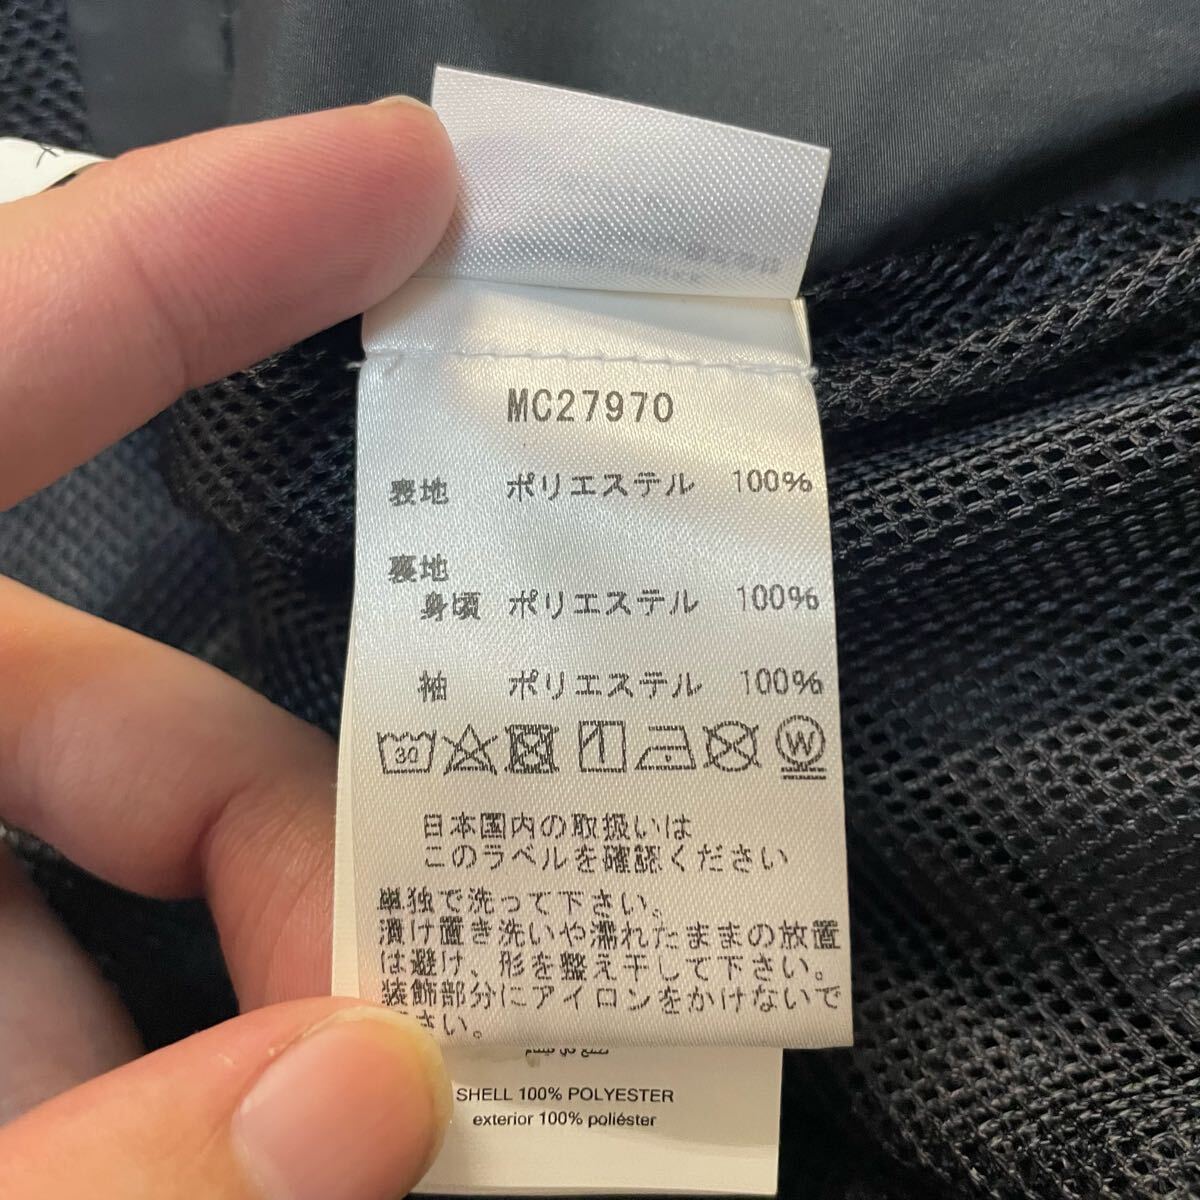 MC27970
表地 ポリエステル 100%
裏地
身頃 ポリエステル 100%
袖 ポリエステル 100%
30
W
日本国内の取扱いは
このラベルを確認ください
単独で洗って下さい。
漬け置き洗いや濡れたままの放置
は避け、形を整え干して下さい。
装飾部分にアイロンをかけないで
さい。
SHELL 100% POLYESTER
exterior 100% poliéster